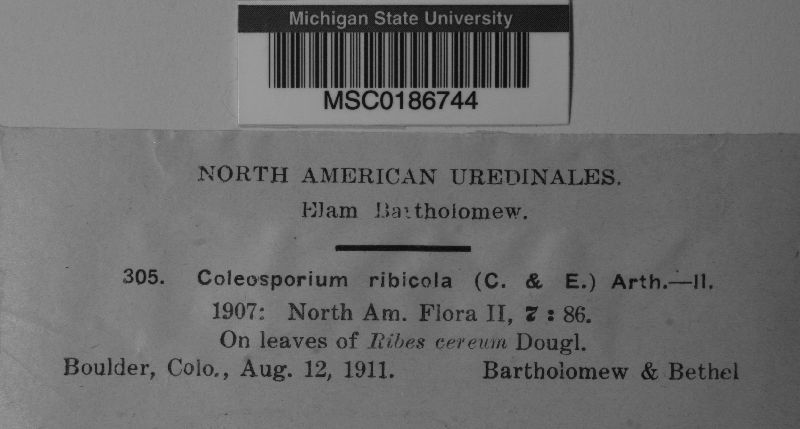 Michigan State University
MSC0186744
NORTH AMERICAN UREDINALES.
Elam Bartholomew.
305. Coleosporium ribicola (C. & E.) Arth.—II.
1907: North Am. Flora II, 7 : 86.
On leaves of Ribes cereum Dougl.
Boulder, Colo., Aug. 12, 1911. Bartholomew & Bethel